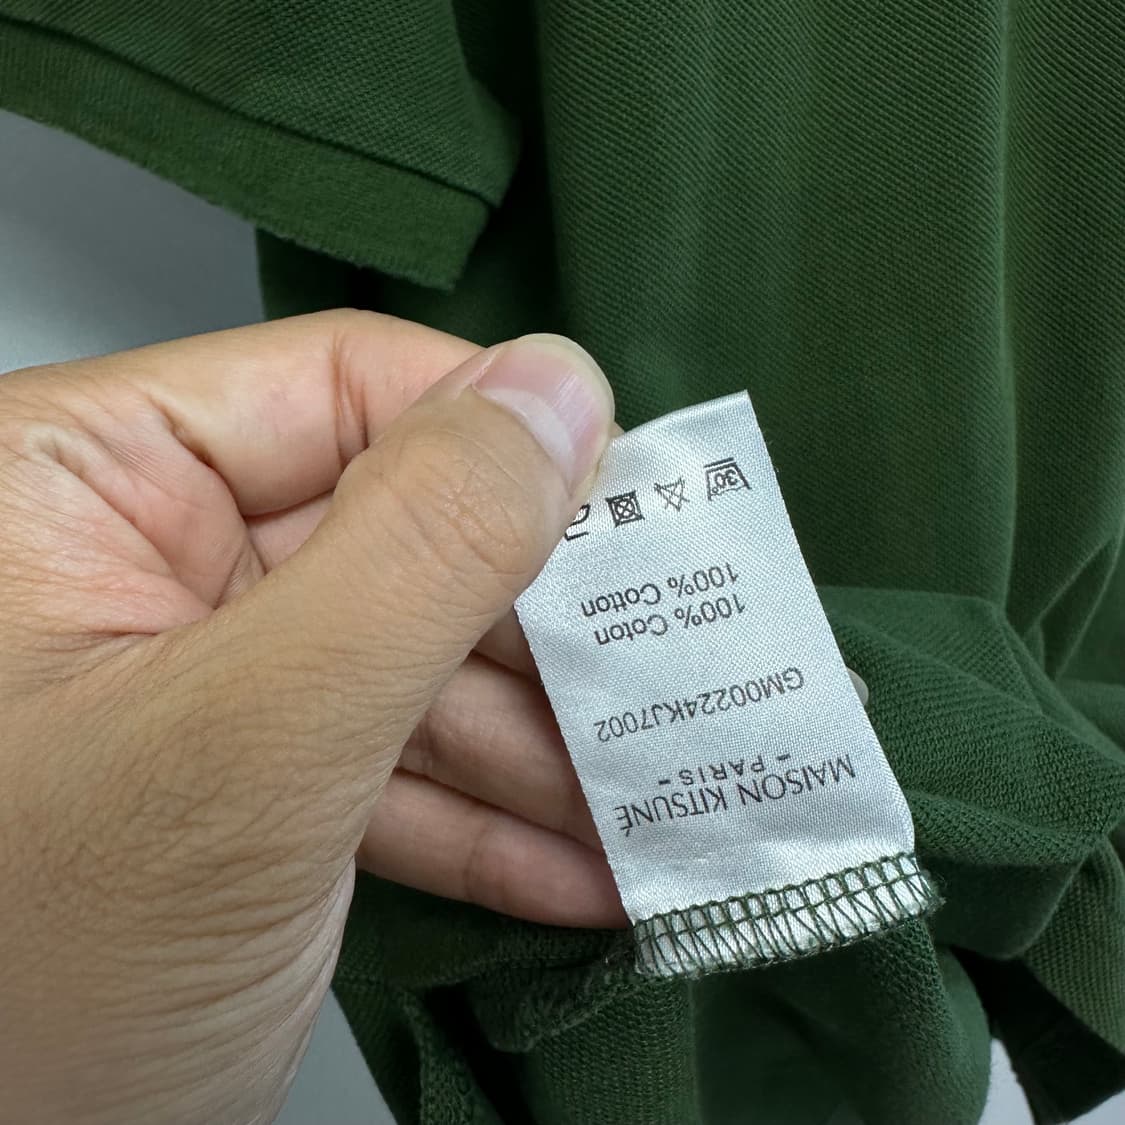 MAISON KITSUNÉ
- PARIS -
GM00224KJ7002
100% Coton
100% Cotton
30°